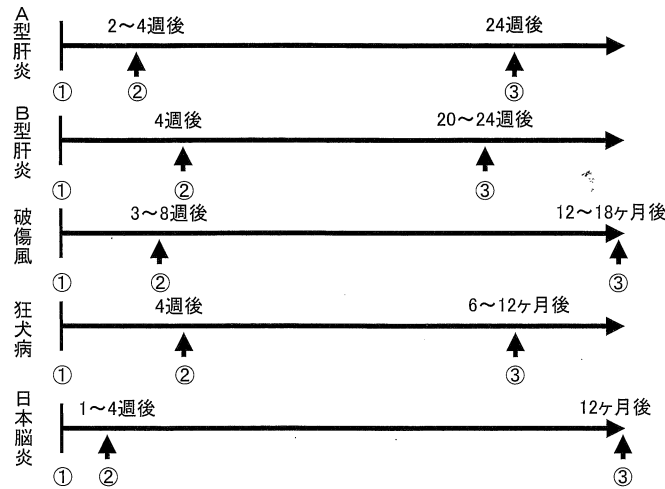 A型肝炎
2～4週後
24週後
① ② ③
B型肝炎
4週後
20～24週後
① ② ③
破傷風
3～8週後
12～18ヶ月後
① ② ③
狂犬病
4週後
6～12ヶ月後
① ② ③
日本脳炎
1～4週後
12ヶ月後
① ② ③